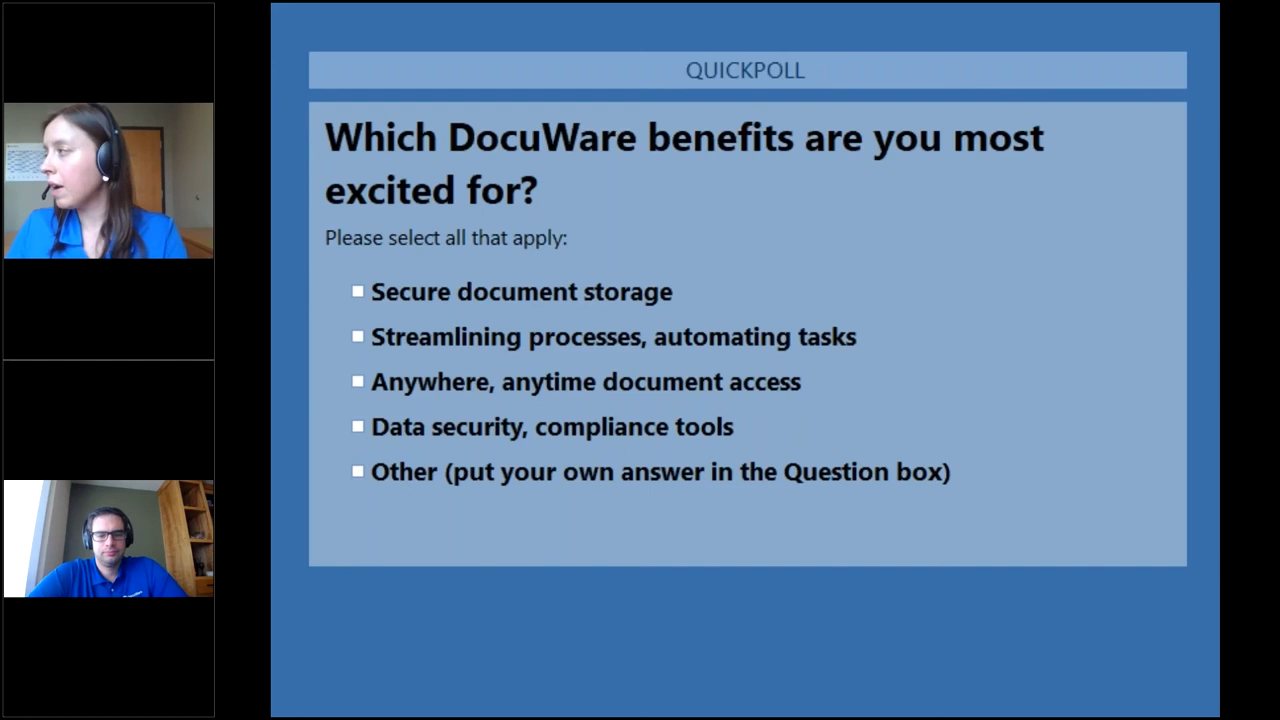 QUICKPOLL
Which DocuWare benefits are you most
excited for?
Please select all that apply:
Secure document storage
Streamlining processes, automating tasks
Anywhere, anytime document access
Data security, compliance tools
Other (put your own answer in the Question box)